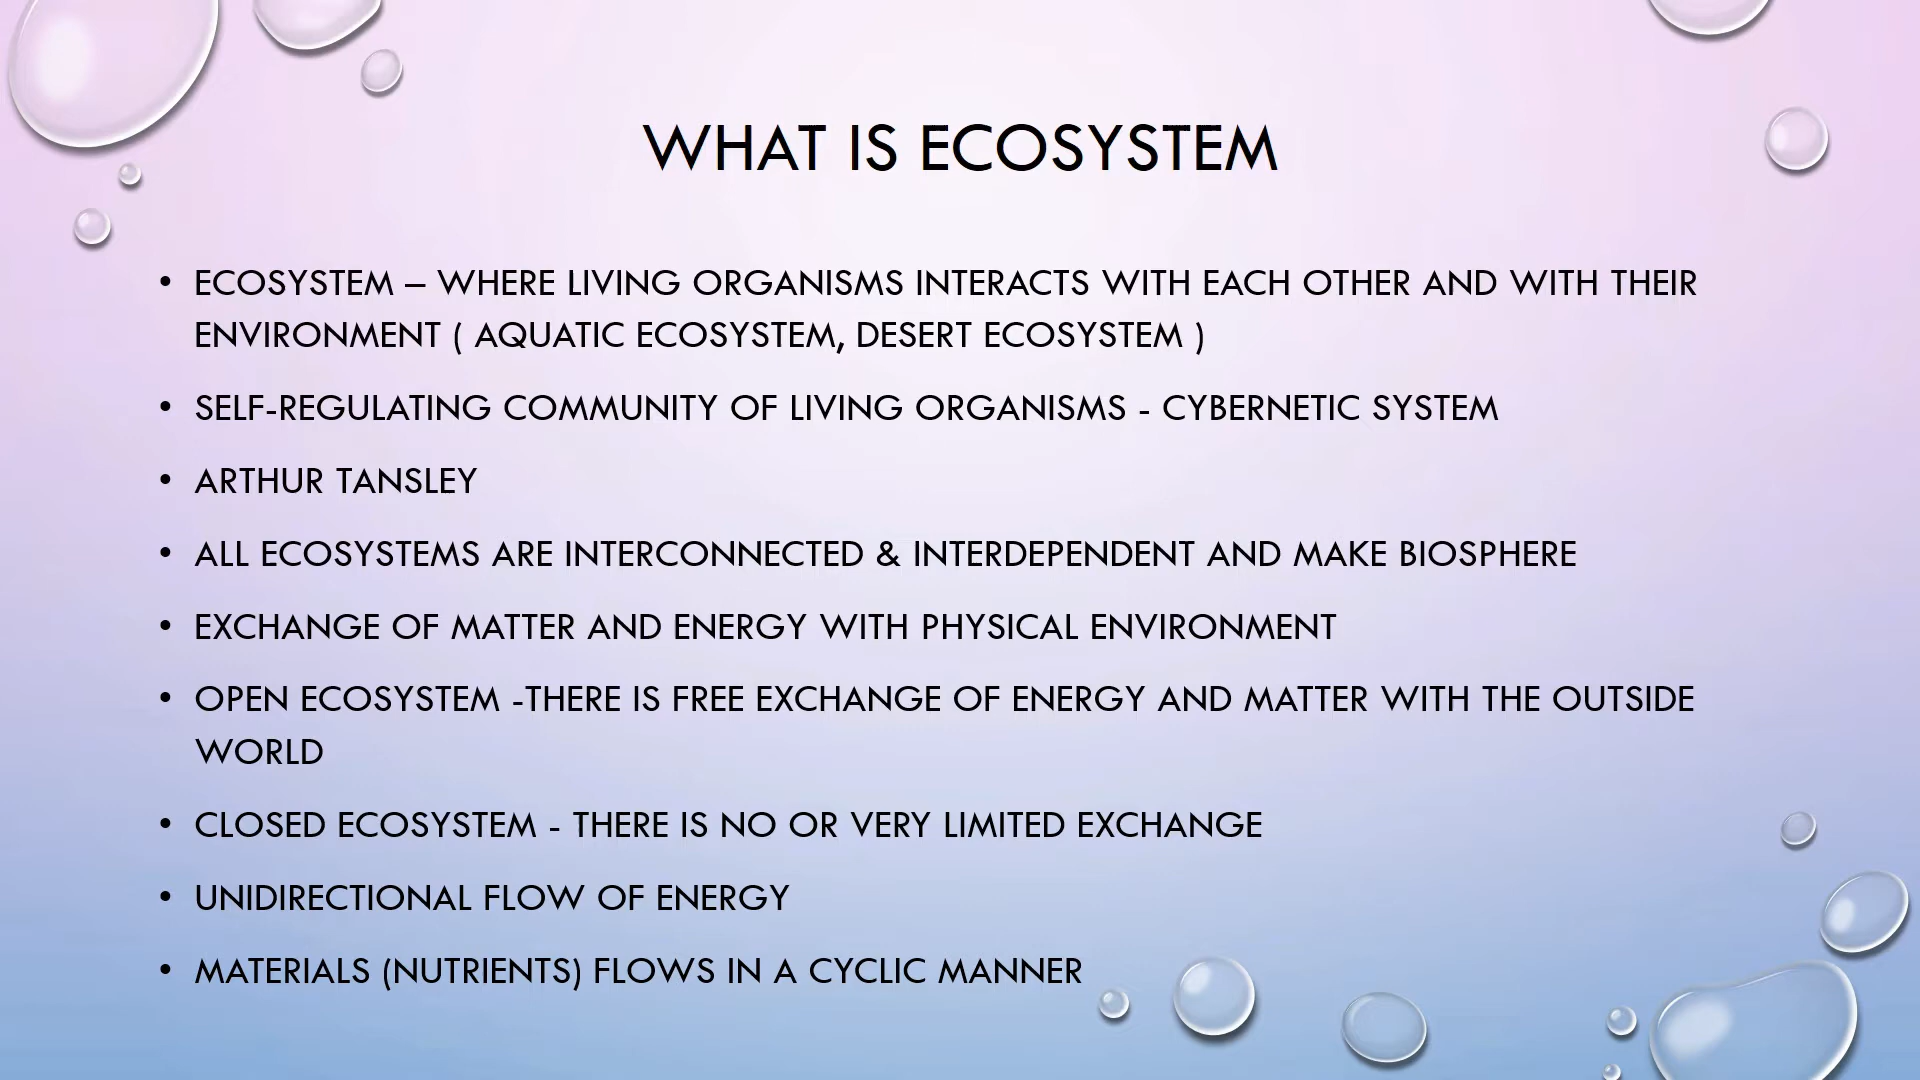 WHAT IS ECOSYSTEM
• ECOSYSTEM – WHERE LIVING ORGANISMS INTERACTS WITH EACH OTHER AND WITH THEIR
ENVIRONMENT ( AQUATIC ECOSYSTEM, DESERT ECOSYSTEM )
• SELF-REGULATING COMMUNITY OF LIVING ORGANISMS - CYBERNETIC SYSTEM
• ARTHUR TANSLEY
• ALL ECOSYSTEMS ARE INTERCONNECTED & INTERDEPENDENT AND MAKE BIOSPHERE
• EXCHANGE OF MATTER AND ENERGY WITH PHYSICAL ENVIRONMENT
• OPEN ECOSYSTEM -THERE IS FREE EXCHANGE OF ENERGY AND MATTER WITH THE OUTSIDE
WORLD
• CLOSED ECOSYSTEM - THERE IS NO OR VERY LIMITED EXCHANGE
• UNIDIRECTIONAL FLOW OF ENERGY
• MATERIALS (NUTRIENTS) FLOWS IN A CYCLIC MANNER